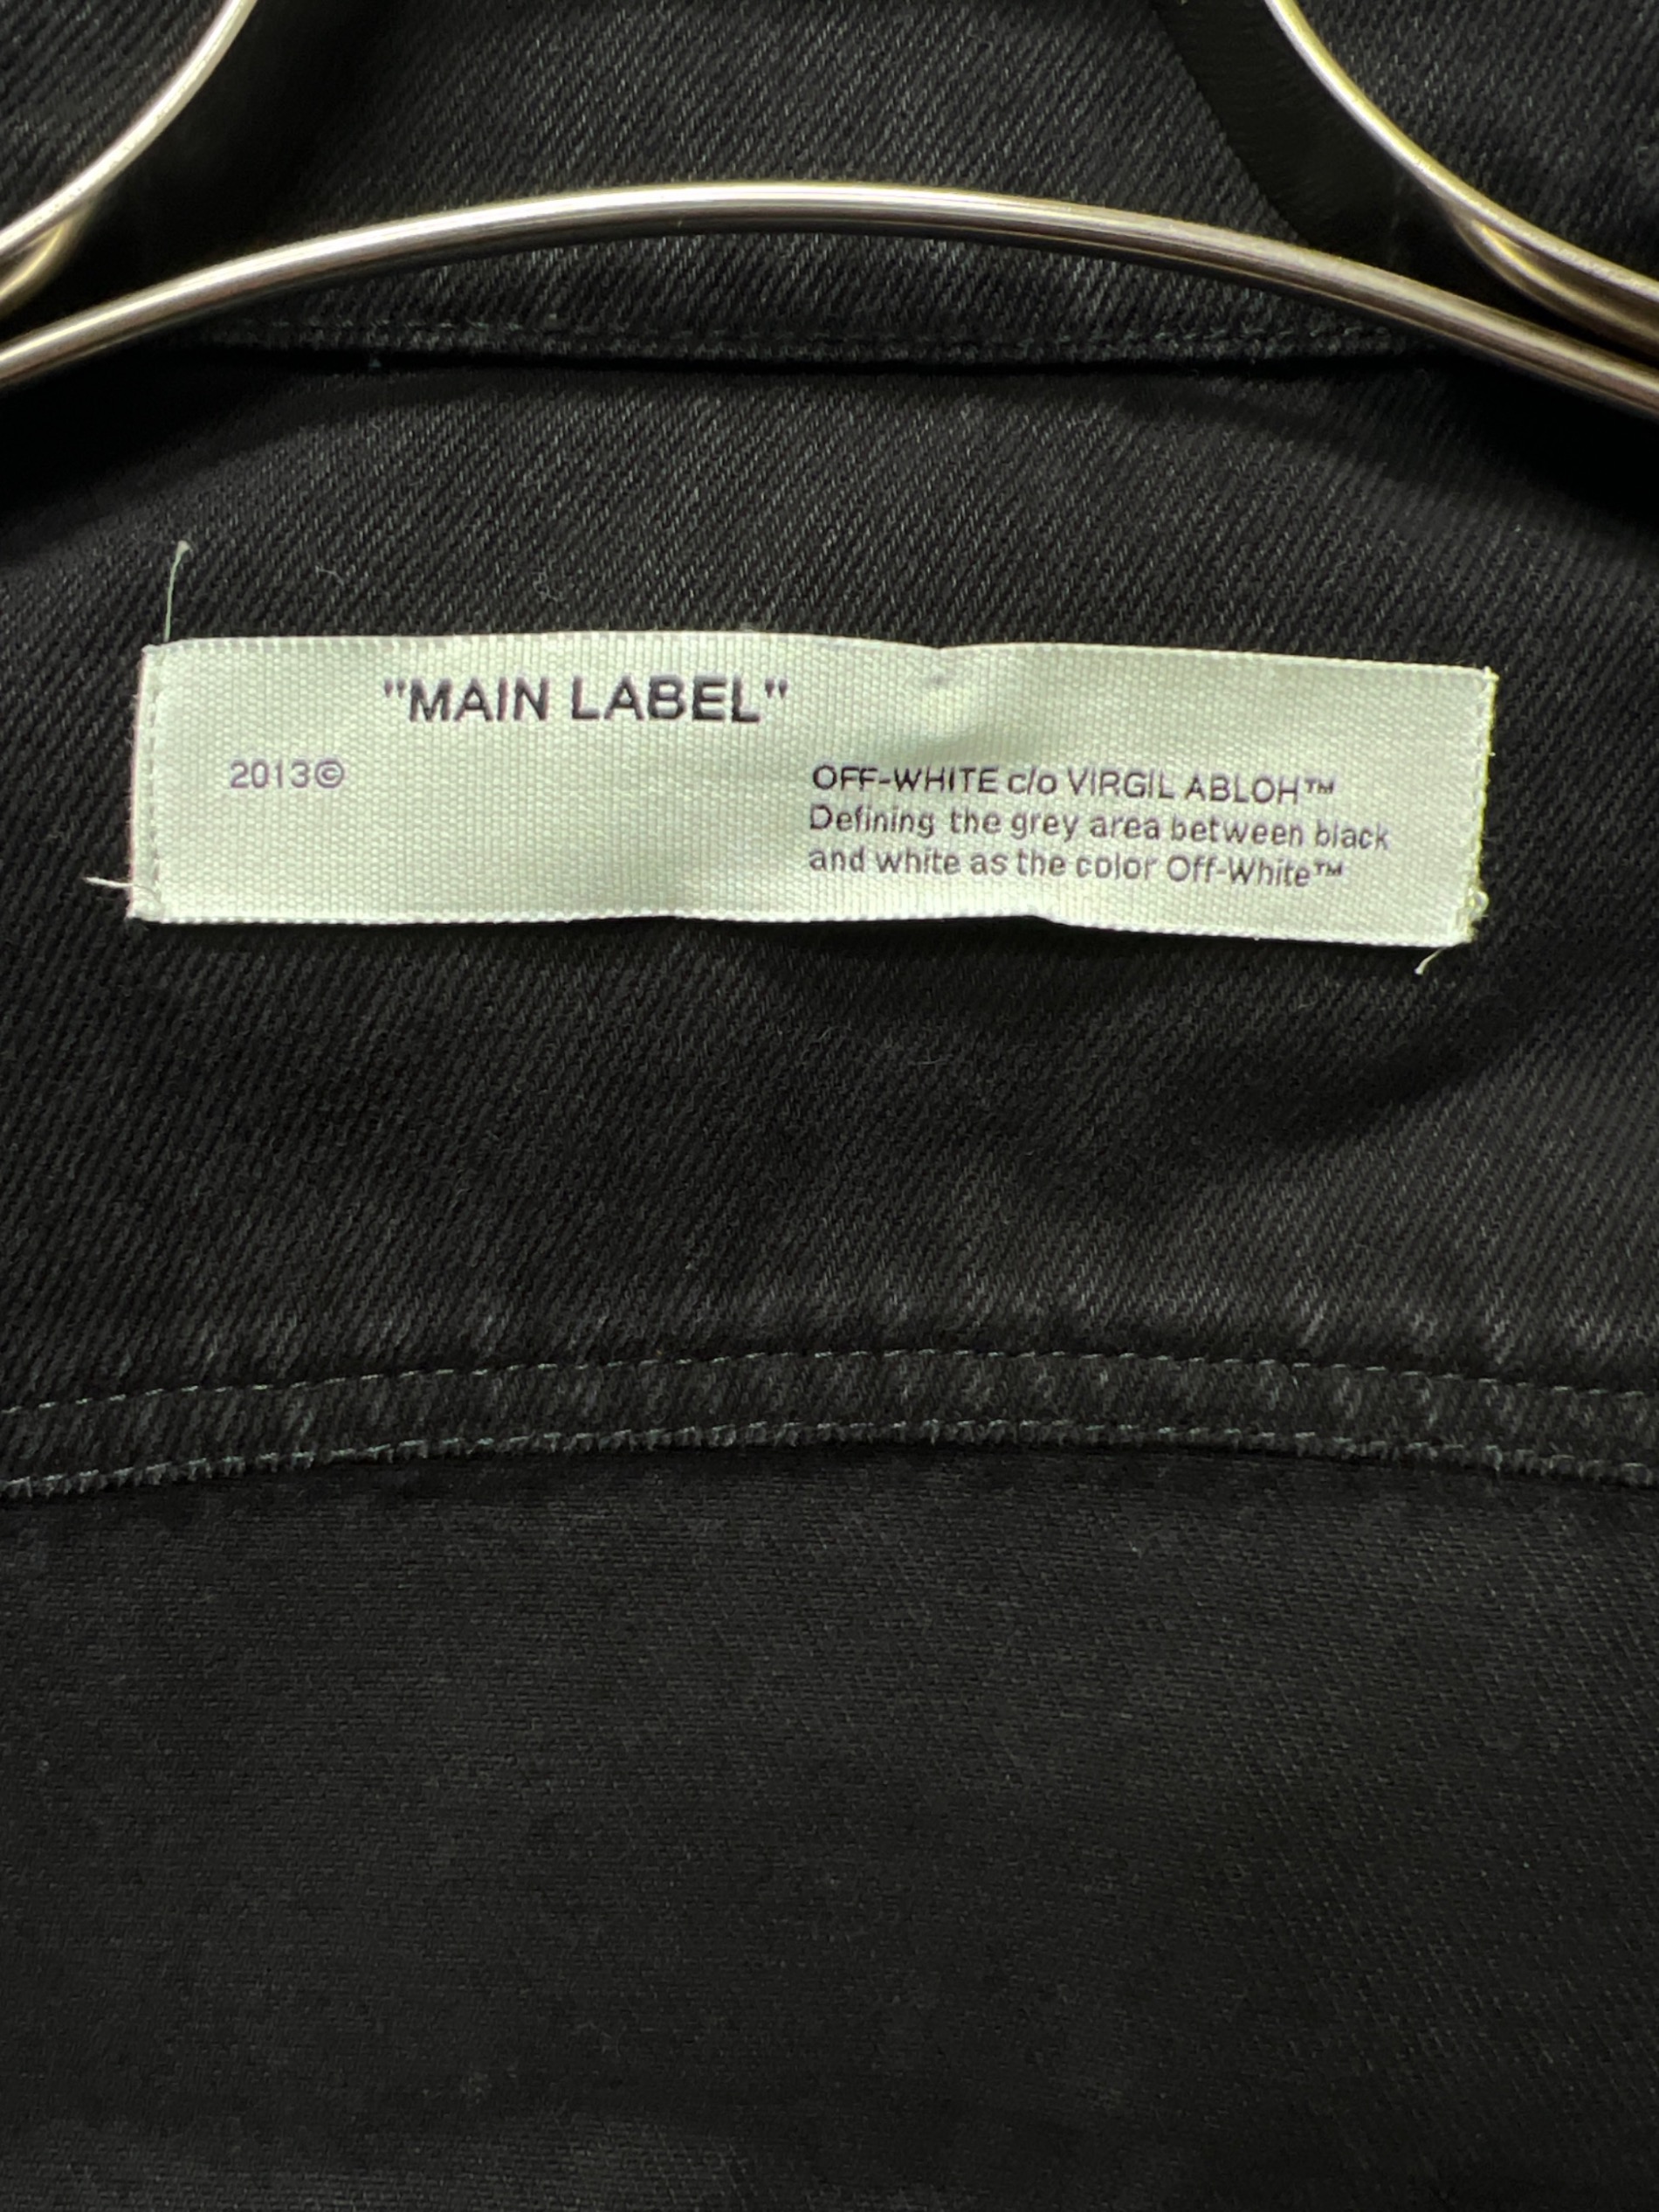 "MAIN LABEL"
2013©
OFF-WHITE c/o VIRGIL ABLOH™
Defining the grey area between black
and white as the color Off-White™